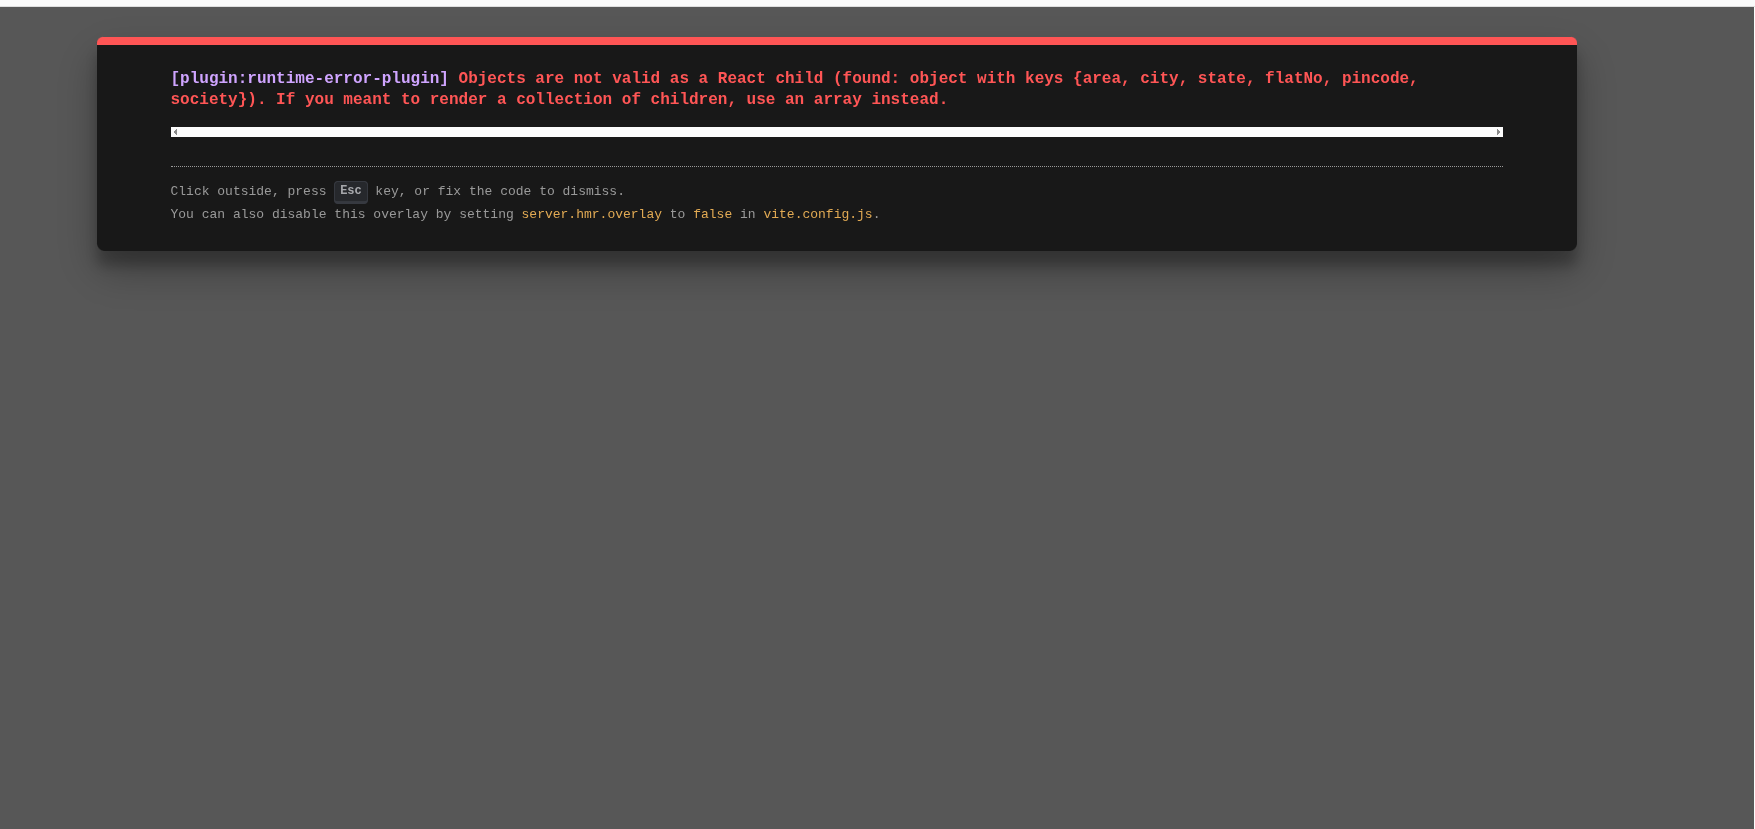 [plugin:runtime-error-plugin] Objects are not valid as a React child (found: object with keys {area, city, state, flatNo, pincode,
society}). If you meant to render a collection of children, use an array instead.
Click outside, press Esc key, or fix the code to dismiss.
You can also disable this overlay by setting server.hmr.overlay to false in vite.config.js.